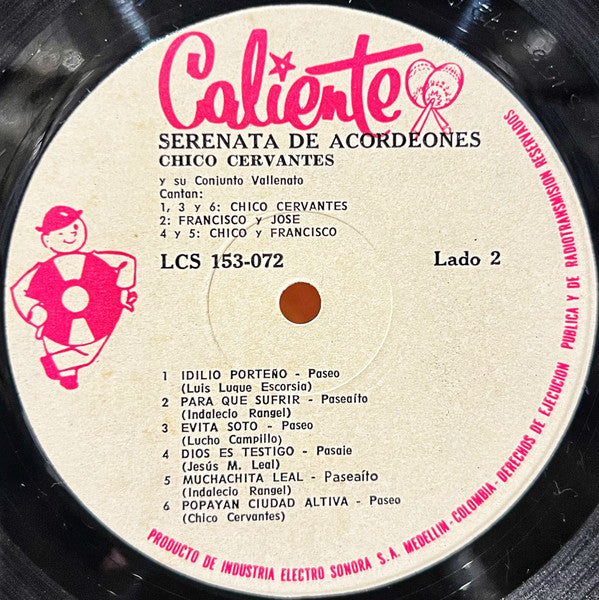 Caliente
SERENATA DE ACORDEONES
CHICO CERVANTES
y su Conjunto Vallenato
Cantan:
1, 3 y 6: CHICO CERVANTES
2: FRANCISCO y JOSE
4 y 5: CHICO y FRANCISCO
LCS 153-072 Lado 2
1 IDILIO PORTEÑO - Paseo
(Luis Luque Escorsia)
2 PARA QUE SUFRIR - Paseaíto
(Indalecio Rangel)
3 EVITA SOTO - Paseo
(Lucho Campillo)
4 DIOS ES TESTIGO - Pasaie
(Jesús M. Leal)
5 MUCHACHITA LEAL - Paseaíto
(Indalecio Rangel)
6 POPAYAN CIUDAD ALTIVA - Paseo
(Chico Cervantes)
PRODUCTO DE INDUSTRIA ELECTRO SONORA S.A. MEDELLIN-COLOMBIA-DERECHOS DE EJECUCION PUBLICA Y DE RADIOTRANSMISION RESERVADOS